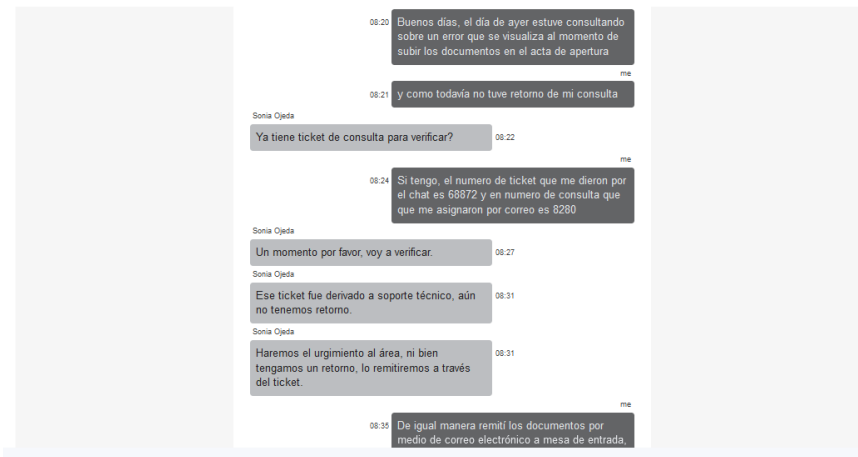 08:20 Buenos días, el día de ayer estuve consultando
sobre un error que se visualiza al momento de
subir los documentos en el acta de apertura
me
08:21 y como todavía no tuve retorno de mi consulta
Sonia Ojeda
Ya tiene ticket de consulta para verificar? 08:22
me
08:24 Si tengo, el numero de ticket que me dieron por
el chat es 68872 y en numero de consulta que
que me asignaron por correo es 8280
Sonia Ojeda
Un momento por favor, voy a verificar. 08:27
Sonia Ojeda
Ese ticket fue derivado a soporte técnico, aún 08:31
no tenemos retorno.
Sonia Ojeda
Haremos el urgimiento al área, ni bien 08:31
tengamos un retorno, lo remitiremos a través
del ticket.
me
08:35 De igual manera remití los documentos por
medio de correo electrónico a mesa de entrada,